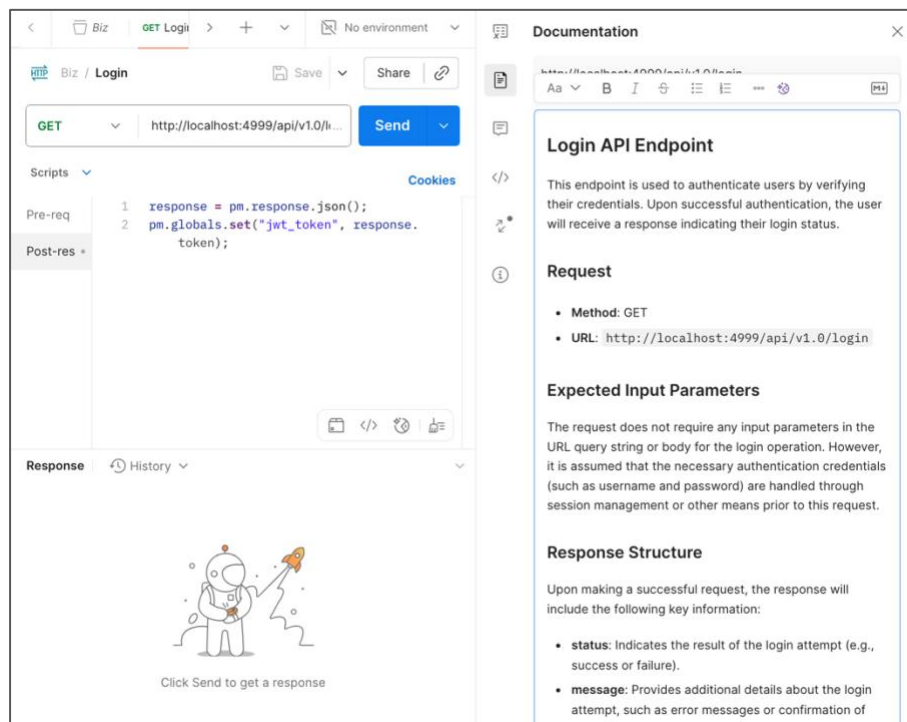 Biz
GET Logi
No environment
HTTP Biz / Login
Save
Share
GET
http://localhost:4999/api/v1.0/l...
Send
Scripts
Cookies
Pre-req
Post-res
1 response = pm.response.json();
2 pm.globals.set("jwt_token", response.
token);
Response
History
Click Send to get a response
Documentation
http://localhost:4999/api/v1.0/login
Aa B I S
M↓
Login API Endpoint
This endpoint is used to authenticate users by verifying
their credentials. Upon successful authentication, the user
will receive a response indicating their login status.
Request
• Method: GET
• URL: http://localhost:4999/api/v1.0/login
Expected Input Parameters
The request does not require any input parameters in the
URL query string or body for the login operation. However,
it is assumed that the necessary authentication credentials
(such as username and password) are handled through
session management or other means prior to this request.
Response Structure
Upon making a successful request, the response will
include the following key information:
• status: Indicates the result of the login attempt (e.g.,
success or failure).
• message: Provides additional details about the login
attempt, such as error messages or confirmation of